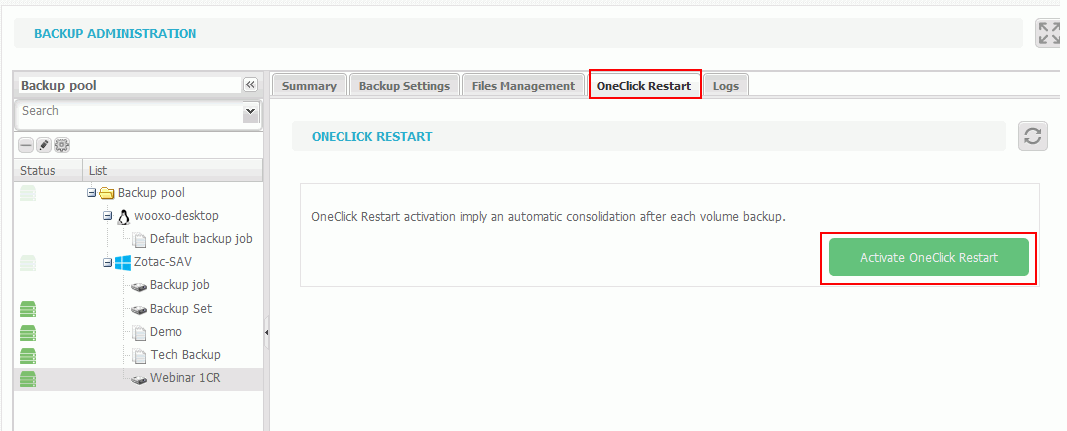 BACKUP ADMINISTRATION
Backup pool
Summary
Backup Settings
Files Management
OneClick Restart
Logs
Search
ONECLICK RESTART
Status
List
Backup pool
wooxo-desktop
Default backup job
Zotac-SAV
Backup job
Backup Set
Demo
Tech Backup
Webinar 1CR
OneClick Restart activation imply an automatic consolidation after each volume backup.
Activate OneClick Restart